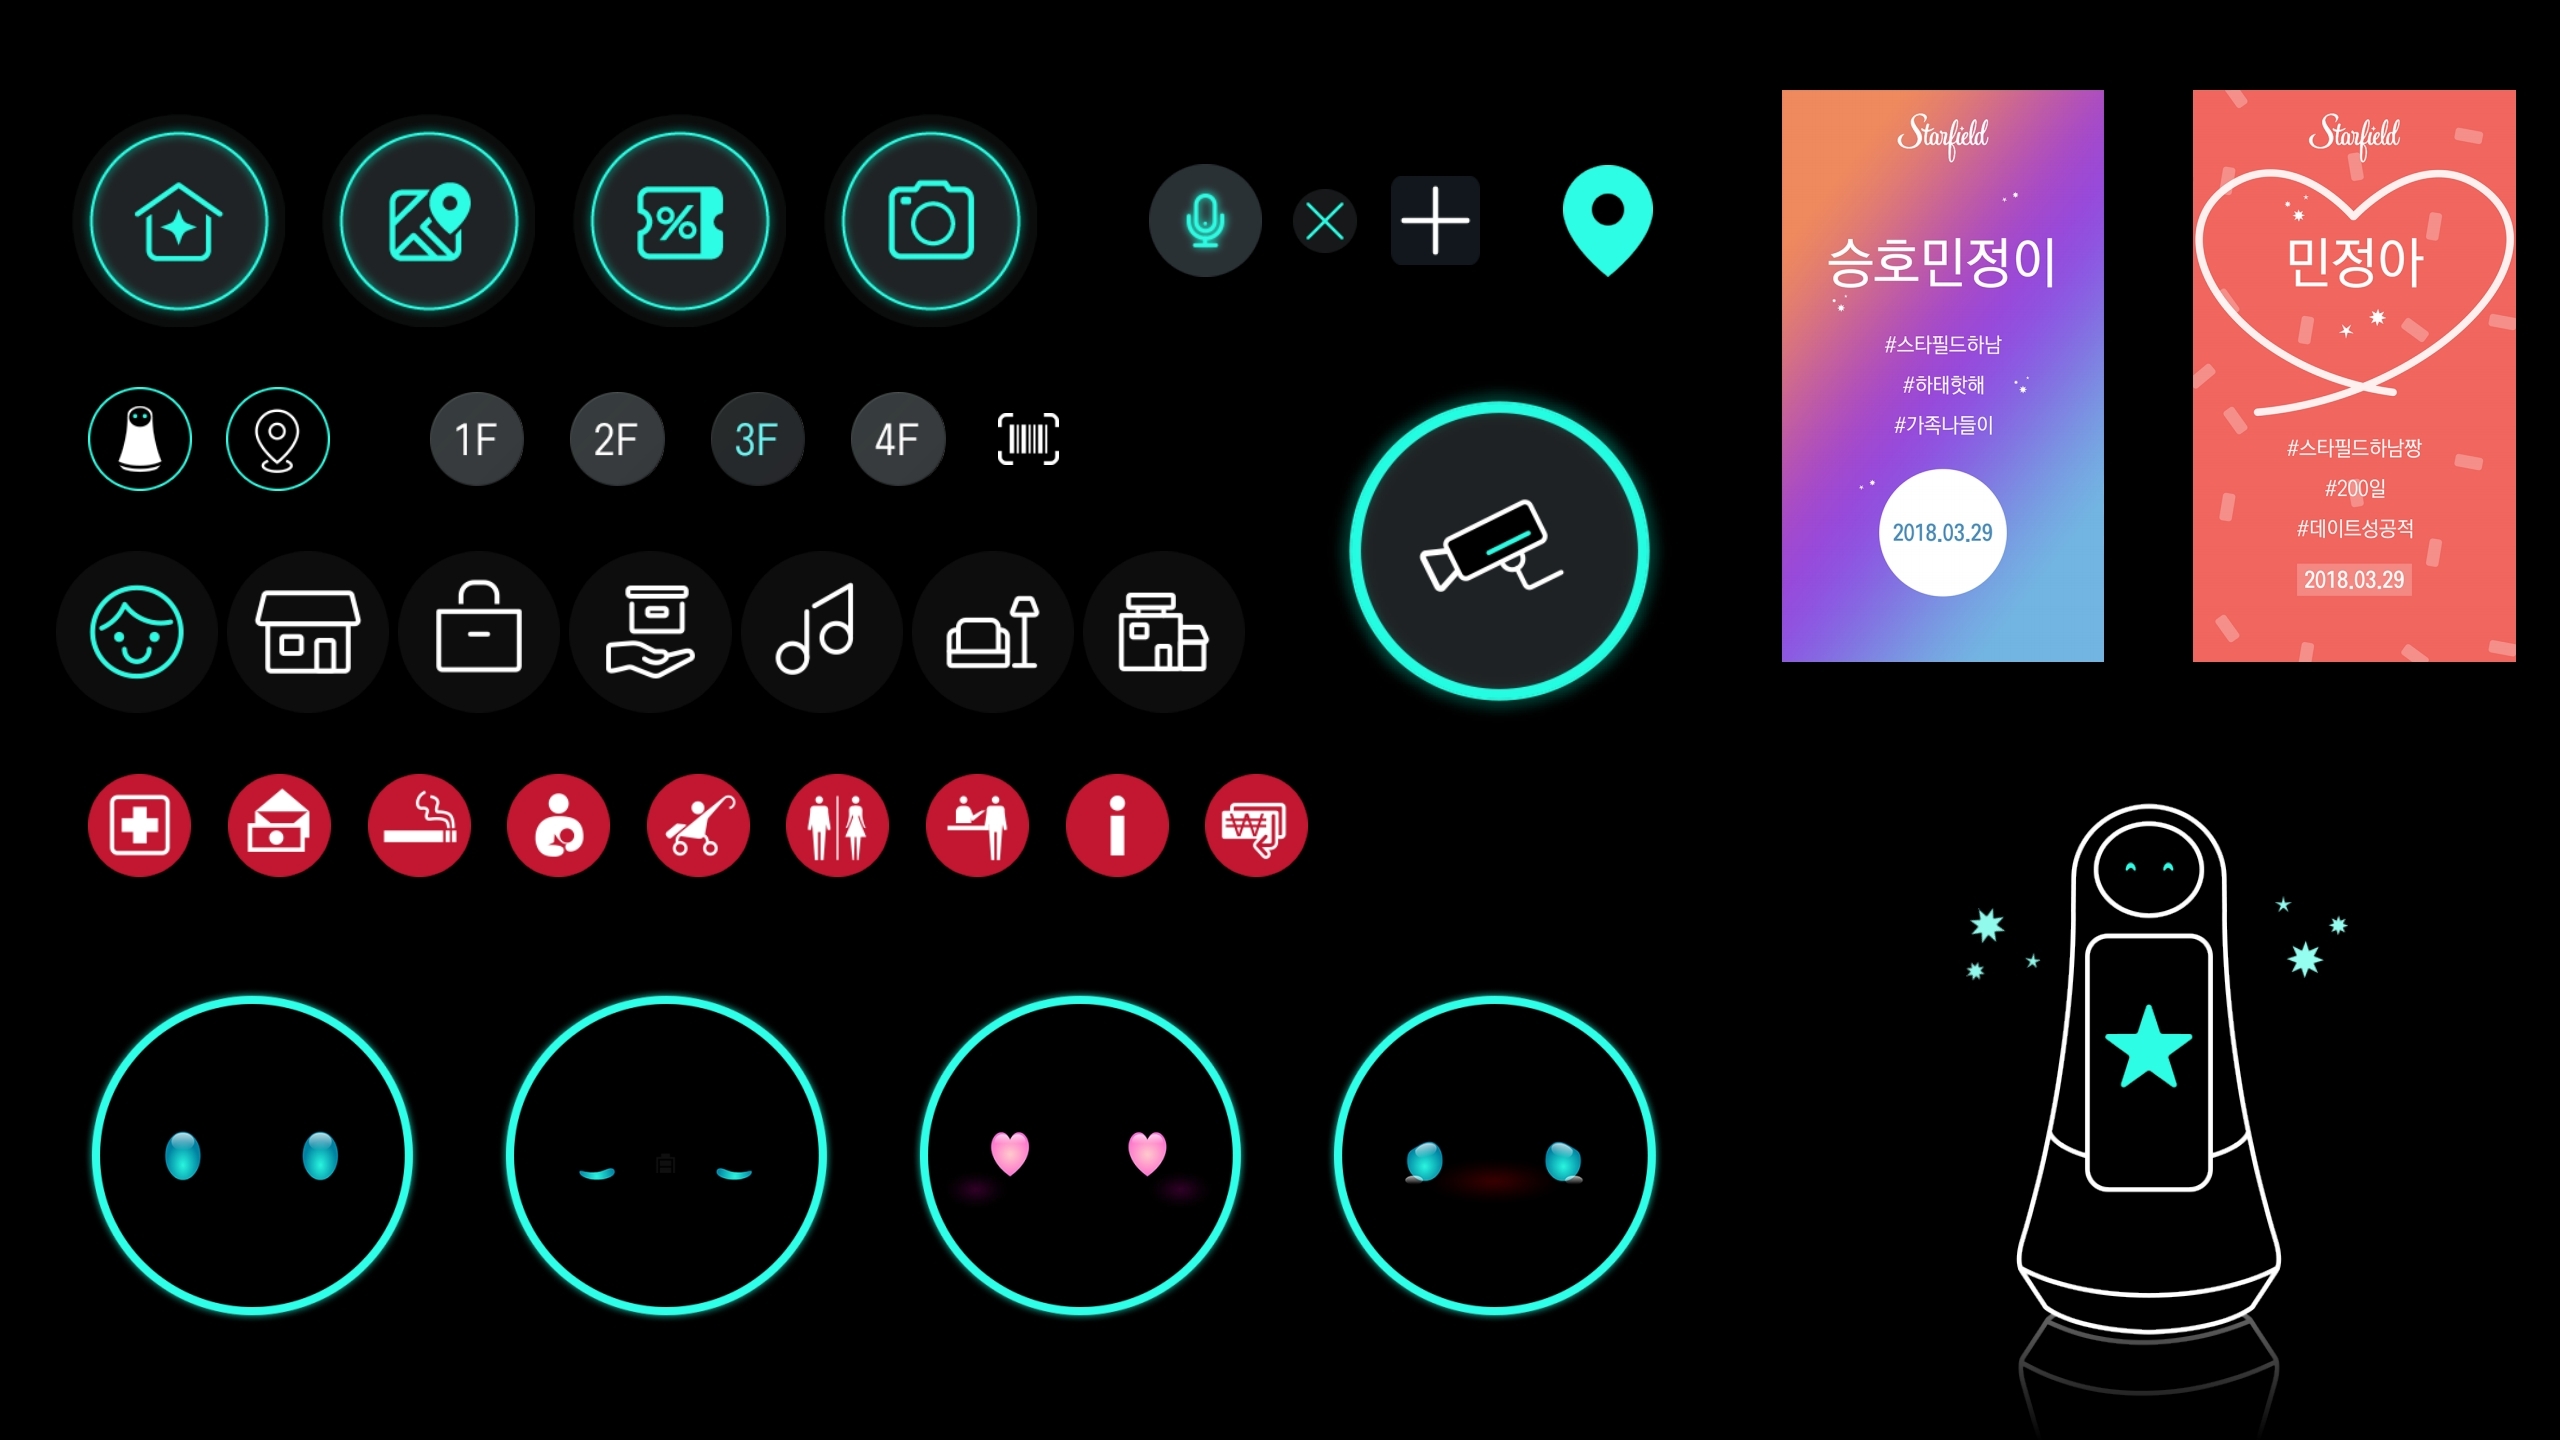 Starfield
승호민정이
#스타필드하남
#하태핫해
#가족나들이
2018.03.29
Starfield
민정아
#스타필드하남짱
#200일
#데이트성공적
2018.03.29
%
1F
2F
3F
4F
i
₩